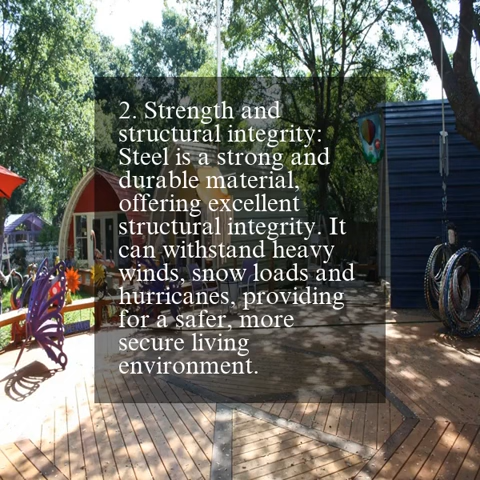 2. Strength and
structural integrity:
Steel is a strong and
durable material,
offering excellent
structural integrity. It
can withstand heavy
winds, snow loads and
hurricanes, providing
for a safer, more
secure living
environment.